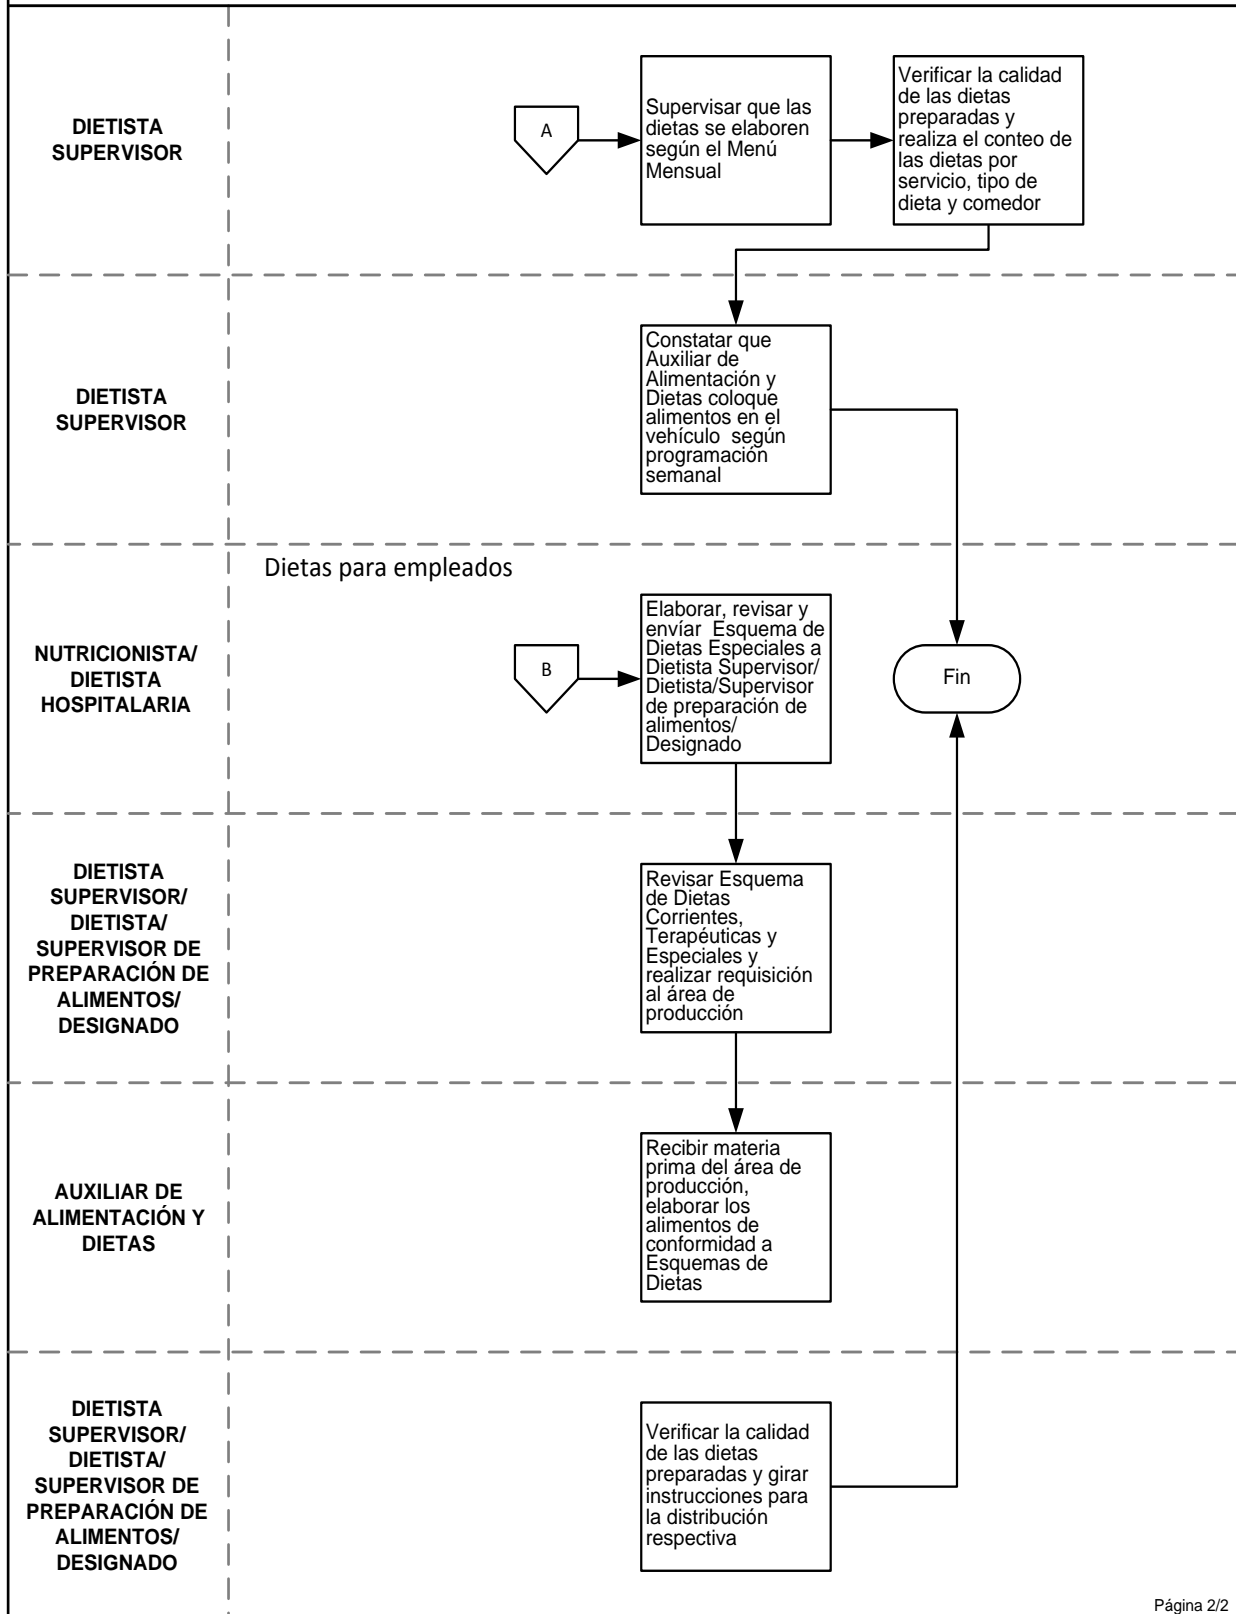 DIETISTA
SUPERVISOR
A
Supervisar que las
dietas se elaboren
según el Menú
Mensual
Verificar la calidad
de las dietas
preparadas y
realiza el conteo de
las dietas por
servicio, tipo de
dieta y comedor
DIETISTA
SUPERVISOR
Constatar que
Auxiliar de
Alimentación y
Dietas coloque
alimentos en el
vehículo según
programación
semanal
Dietas para empleados
NUTRICIONISTA/
DIETISTA
HOSPITALARIA
B
Elaborar, revisar y
envíar Esquema de
Dietas Especiales a
Dietista Supervisor/
Dietista/Supervisor
de preparación de
alimentos/
Designado
Fin
DIETISTA
SUPERVISOR/
DIETISTA/
SUPERVISOR DE
PREPARACIÓN DE
ALIMENTOS/
DESIGNADO
Revisar Esquema
de Dietas
Corrientes,
Terapéuticas y
Especiales y
realizar requisición
al área de
producción
AUXILIAR DE
ALIMENTACIÓN Y
DIETAS
Recibir materia
prima del área de
producción,
elaborar los
alimentos de
conformidad a
Esquemas de
Dietas
DIETISTA
SUPERVISOR/
DIETISTA/
SUPERVISOR DE
PREPARACIÓN DE
ALIMENTOS/
DESIGNADO
Verificar la calidad
de las dietas
preparadas y girar
instrucciones para
la distribución
respectiva
Página 2/2